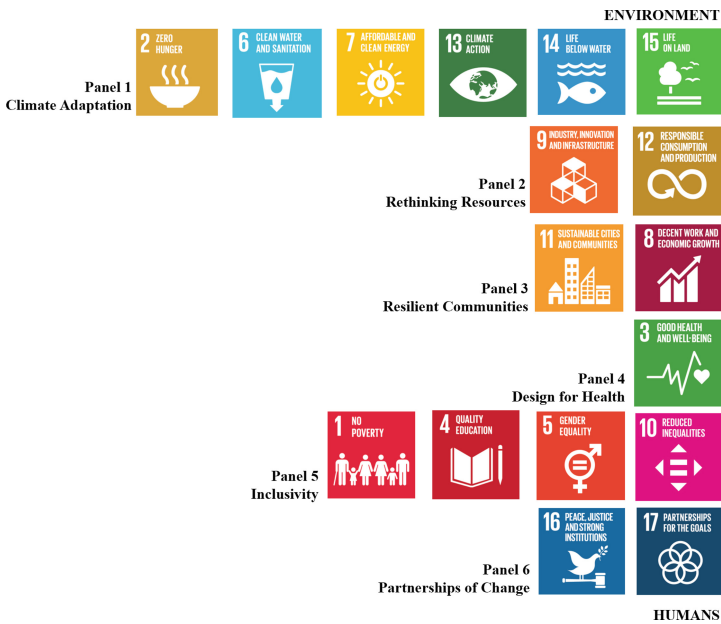 ENVIRONMENT
Panel 1
Climate Adaptation
2 ZERO
HUNGER
6 CLEAN WATER
AND SANITATION
7 AFFORDABLE AND
CLEAN ENERGY
13 CLIMATE
ACTION
14 LIFE
BELOW WATER
15 LIFE
ON LAND
Panel 2
Rethinking Resources
9 INDUSTRY, INNOVATION
AND INFRASTRUCTURE
12 RESPONSIBLE
CONSUMPTION
AND PRODUCTION
Panel 3
Resilient Communities
11 SUSTAINABLE CITIES
AND COMMUNITIES
8 DECENT WORK AND
ECONOMIC GROWTH
Panel 4
Design for Health
3 GOOD HEALTH
AND WELL-BEING
Panel 5
Inclusivity
1 NO
POVERTY
4 QUALITY
EDUCATION
5 GENDER
EQUALITY
10 REDUCED
INEQUALITIES
Panel 6
Partnerships of Change
16 PEACE, JUSTICE
AND STRONG
INSTITUTIONS
17 PARTNERSHIPS
FOR THE GOALS
HUMANS